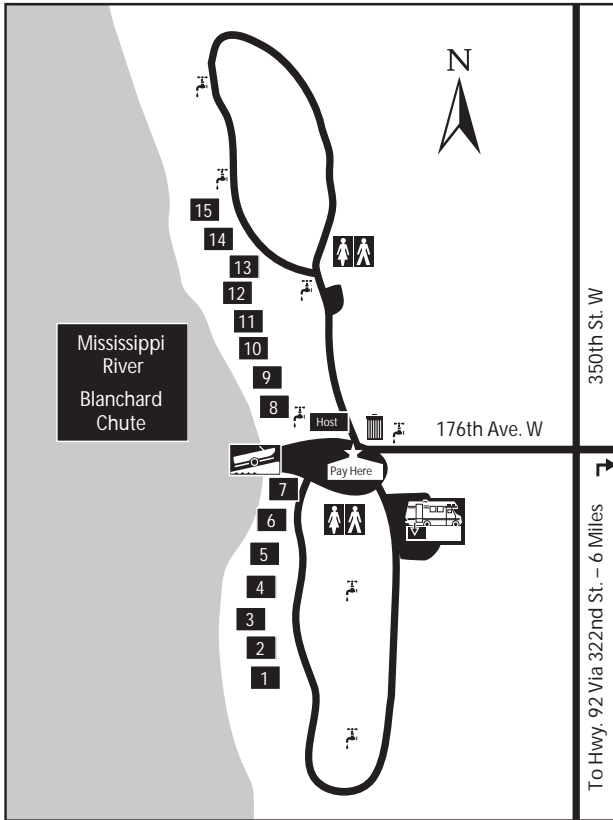 N
15
14
13
12
11
10
9
8
Host
Mississippi
River
Blanchard
Chute
350th St. W
176th Ave. W
Pay Here
7
6
5
4
3
2
1
To Hwy. 92 Via 322nd St. – 6 Miles